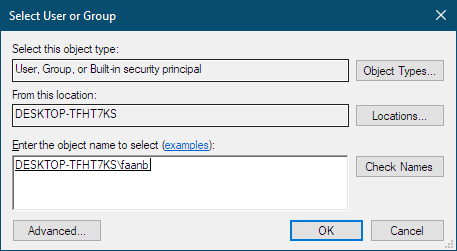 Select User or Group
Select this object type:
User, Group, or Built-in security principal
Object Types...
From this location:
DESKTOP-TFHT7KS
Locations...
Enter the object name to select (examples):
DESKTOP-TFHT7KS\faanb
Check Names
Advanced...
OK
Cancel